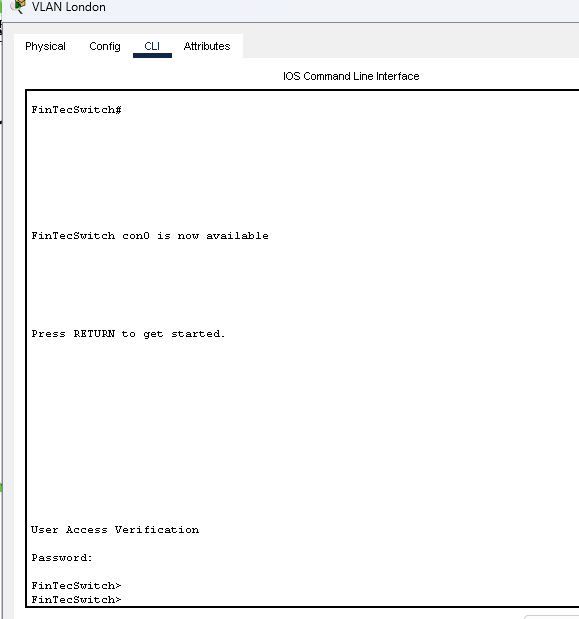 VLAN London
Physical Config CLI Attributes
IOS Command Line Interface
FinTecSwitch#
FinTecSwitch con0 is now available
Press RETURN to get started.
User Access Verification
Password:
FinTecSwitch>
FinTecSwitch>